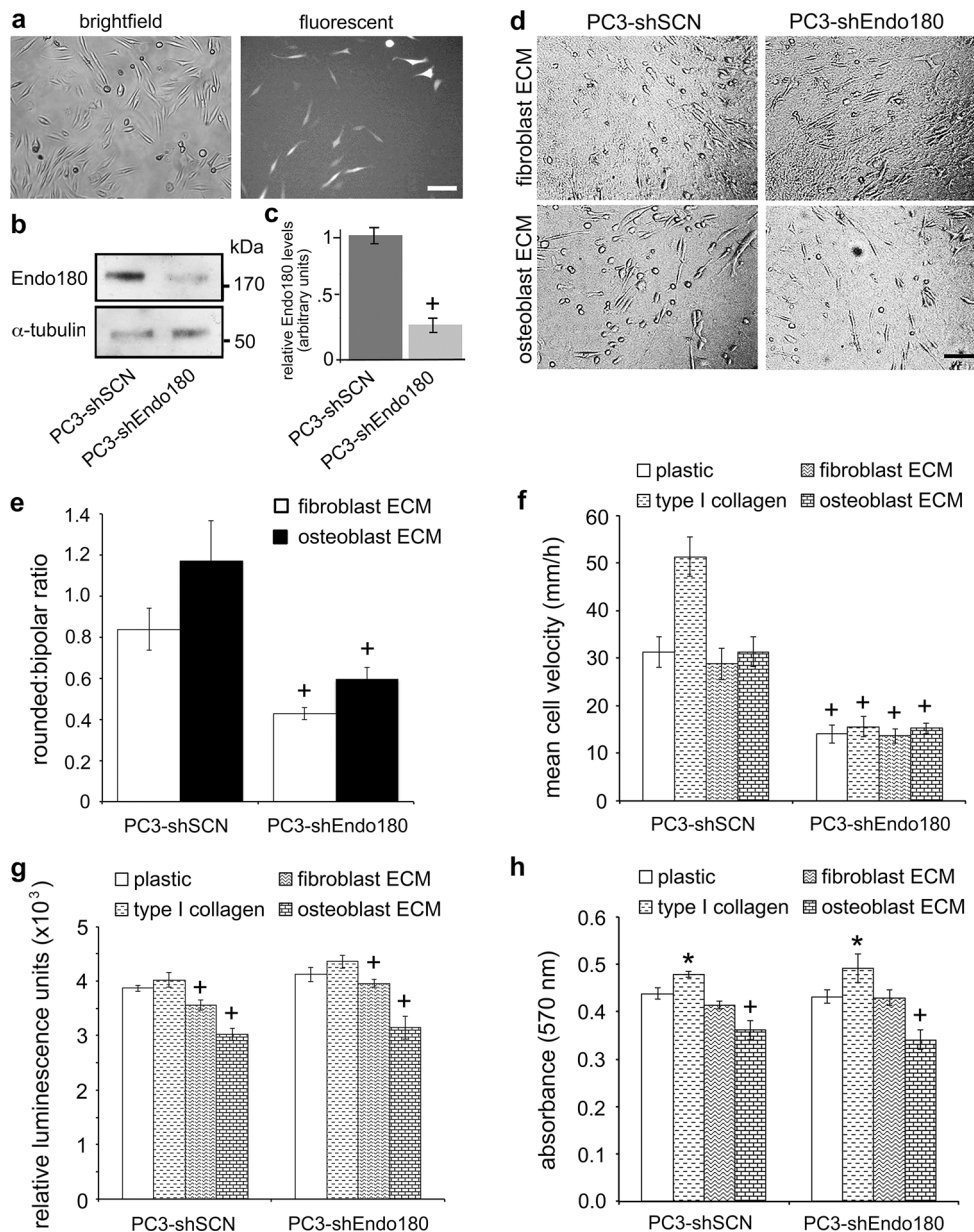 a
brightfield
fluorescent
b
kDa
Endo180
170
α-tubulin
50
PC3-shSCN
PC3-shEndo180
c
relative Endo180 levels
(arbitrary units)
1
.5
0
+
PC3-shSCN
PC3-shEndo180
d
PC3-shSCN
PC3-shEndo180
fibroblast ECM
osteoblast ECM
e
fibroblast ECM
osteoblast ECM
rounded:bipolar ratio
1.4
1.2
1.0
0.8
0.6
0.4
0.2
0
+
+
PC3-shSCN
PC3-shEndo180
f
plastic
fibroblast ECM
type I collagen
osteoblast ECM
mean cell velocity (mm/h)
60
50
40
30
20
10
0
+ + + +
PC3-shSCN
PC3-shEndo180
g
plastic
fibroblast ECM
type I collagen
osteoblast ECM
relative luminescence units (x10³)
5
4
3
2
1
0
+
+
+
+
PC3-shSCN
PC3-shEndo180
h
plastic
fibroblast ECM
type I collagen
osteoblast ECM
absorbance (570 nm)
0.6
0.5
0.4
0.3
0.2
0.1
0.0
*
+
*
+
PC3-shSCN
PC3-shEndo180